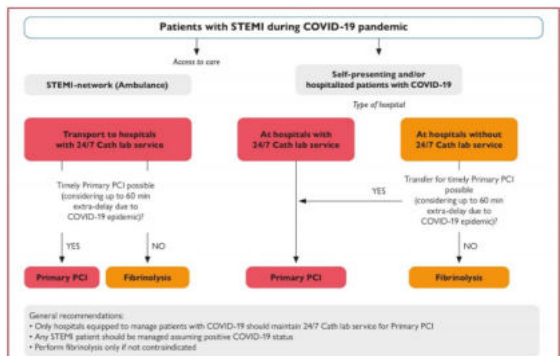 Patients with STEMI during COVID-19 pandemic
Access to care
STEMI-network (Ambulance)
Self-presenting and/or
hospitalized patients with COVID-19
Type of hospital
Transport to hospitals
with 24/7 Cath lab service
At hospitals with
24/7 Cath lab service
At hospitals without
24/7 Cath lab service
Timely Primary PCI possible
(considering up to 60 min
extra-delay due to
COVID-19 epidemic)?
Transfer for timely Primary PCI
possible
(considering up to 60 min
extra-delay due to
COVID-19 epidemic)?
YES
YES
NO
NO
Primary PCI
Fibrinolysis
Primary PCI
Fibrinolysis
General recommendations:
• Only hospitals equipped to manage patients with COVID-19 should maintain 24/7 Cath lab service for Primary PCI
• Any STEMI patient should be managed assuming positive COVID-19 status
• Perform fibrinolysis only if not contraindicated